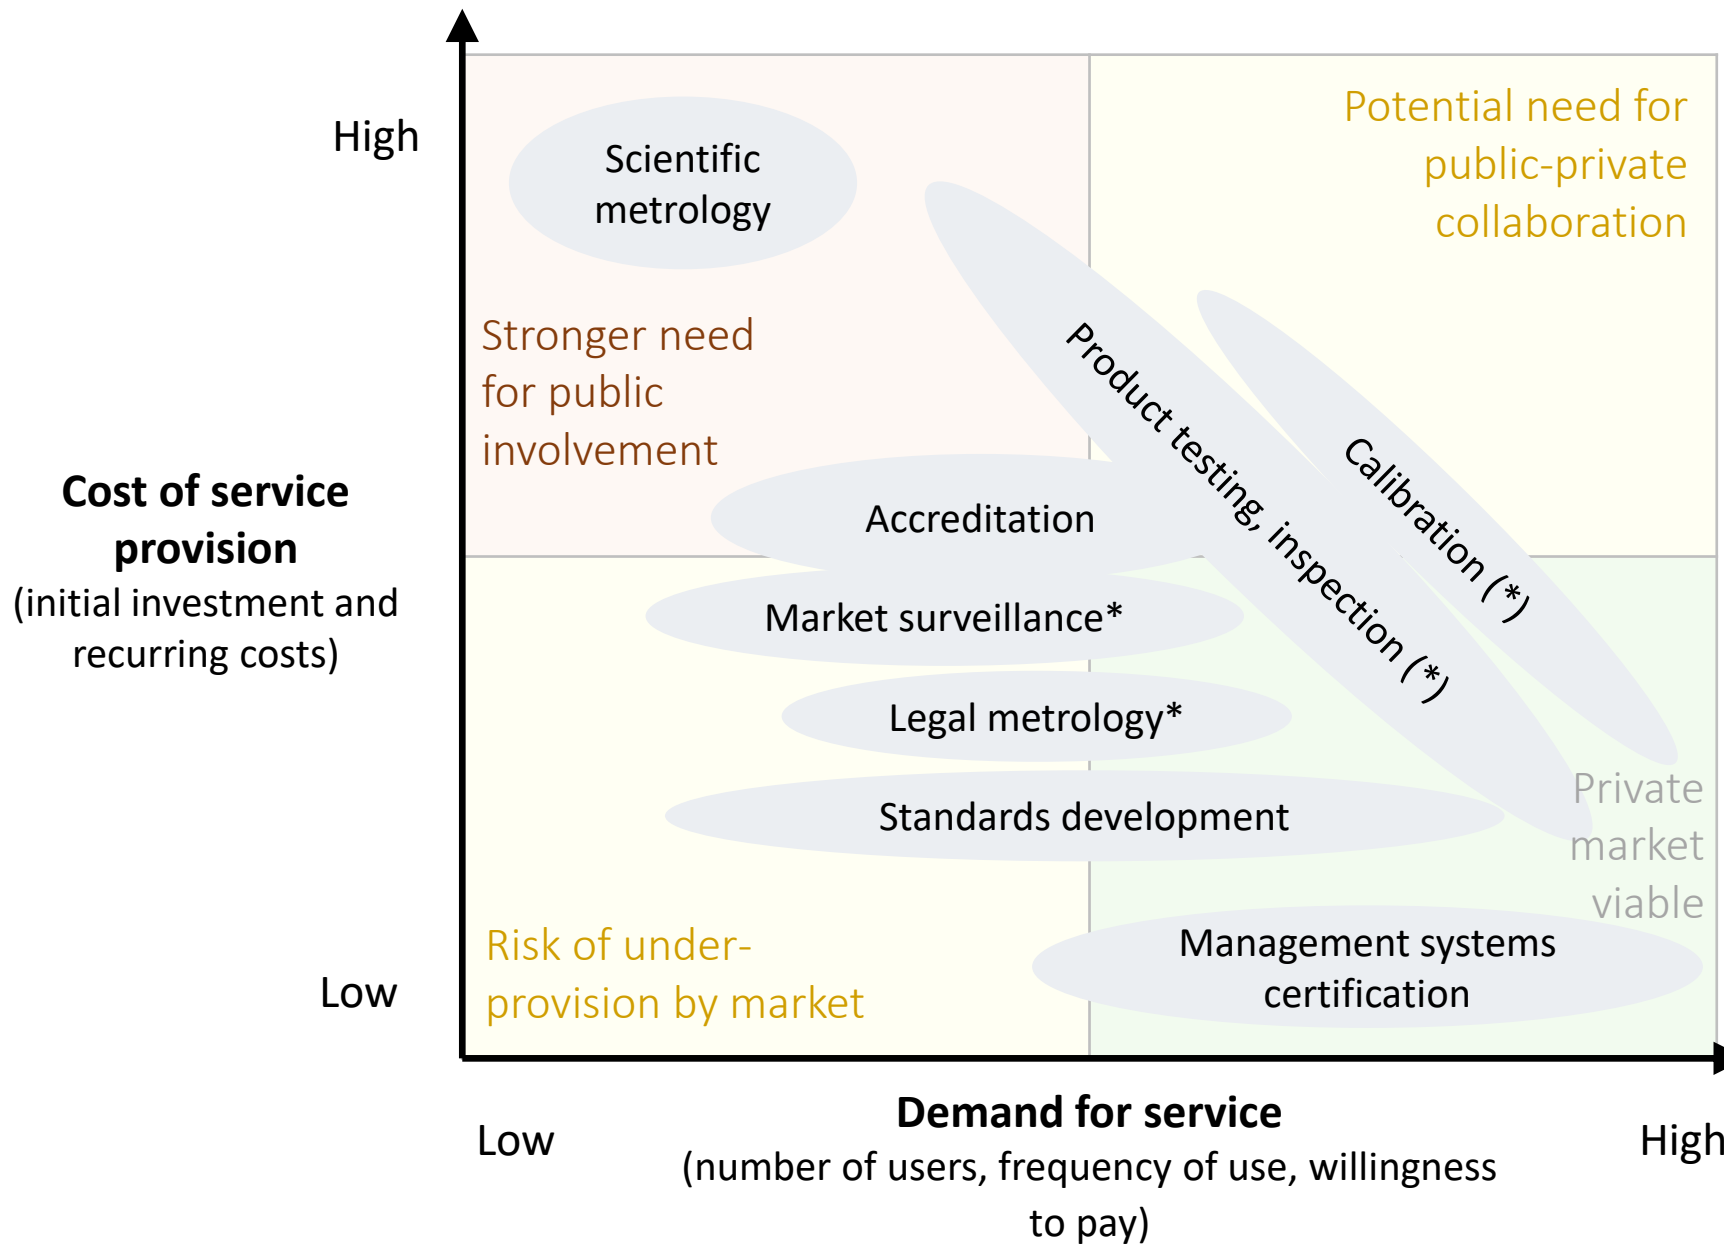 High
Scientific
metrology
Potential need for
public-private
collaboration
Stronger need
for public
involvement
Product testing, inspection (*)
Calibration (*)
Cost of service
provision
(initial investment and
recurring costs)
Accreditation
Market surveillance*
Legal metrology*
Standards development
Private
market
viable
Risk of under-
provision by market
Management systems
certification
Low
Low
Demand for service
(number of users, frequency of use, willingness
to pay)
High